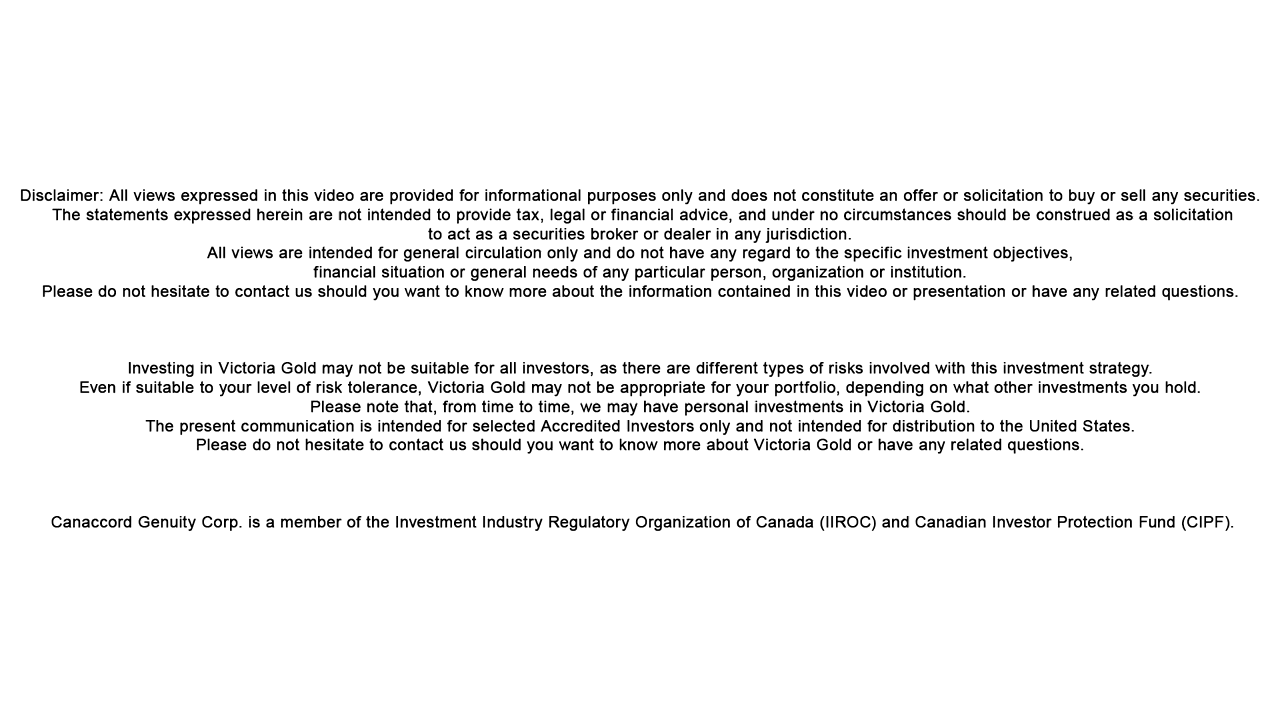 Disclaimer: All views expressed in this video are provided for informational purposes only and does not constitute an offer or solicitation to buy or sell any securities.
The statements expressed herein are not intended to provide tax, legal or financial advice, and under no circumstances should be construed as a solicitation
to act as a securities broker or dealer in any jurisdiction.
All views are intended for general circulation only and do not have any regard to the specific investment objectives,
financial situation or general needs of any particular person, organization or institution.
Please do not hesitate to contact us should you want to know more about the information contained in this video or presentation or have any related questions.
Investing in Victoria Gold may not be suitable for all investors, as there are different types of risks involved with this investment strategy.
Even if suitable to your level of risk tolerance, Victoria Gold may not be appropriate for your portfolio, depending on what other investments you hold.
Please note that, from time to time, we may have personal investments in Victoria Gold.
The present communication is intended for selected Accredited Investors only and not intended for distribution to the United States.
Please do not hesitate to contact us should you want to know more about Victoria Gold or have any related questions.
Canaccord Genuity Corp. is a member of the Investment Industry Regulatory Organization of Canada (IIROC) and Canadian Investor Protection Fund (CIPF).